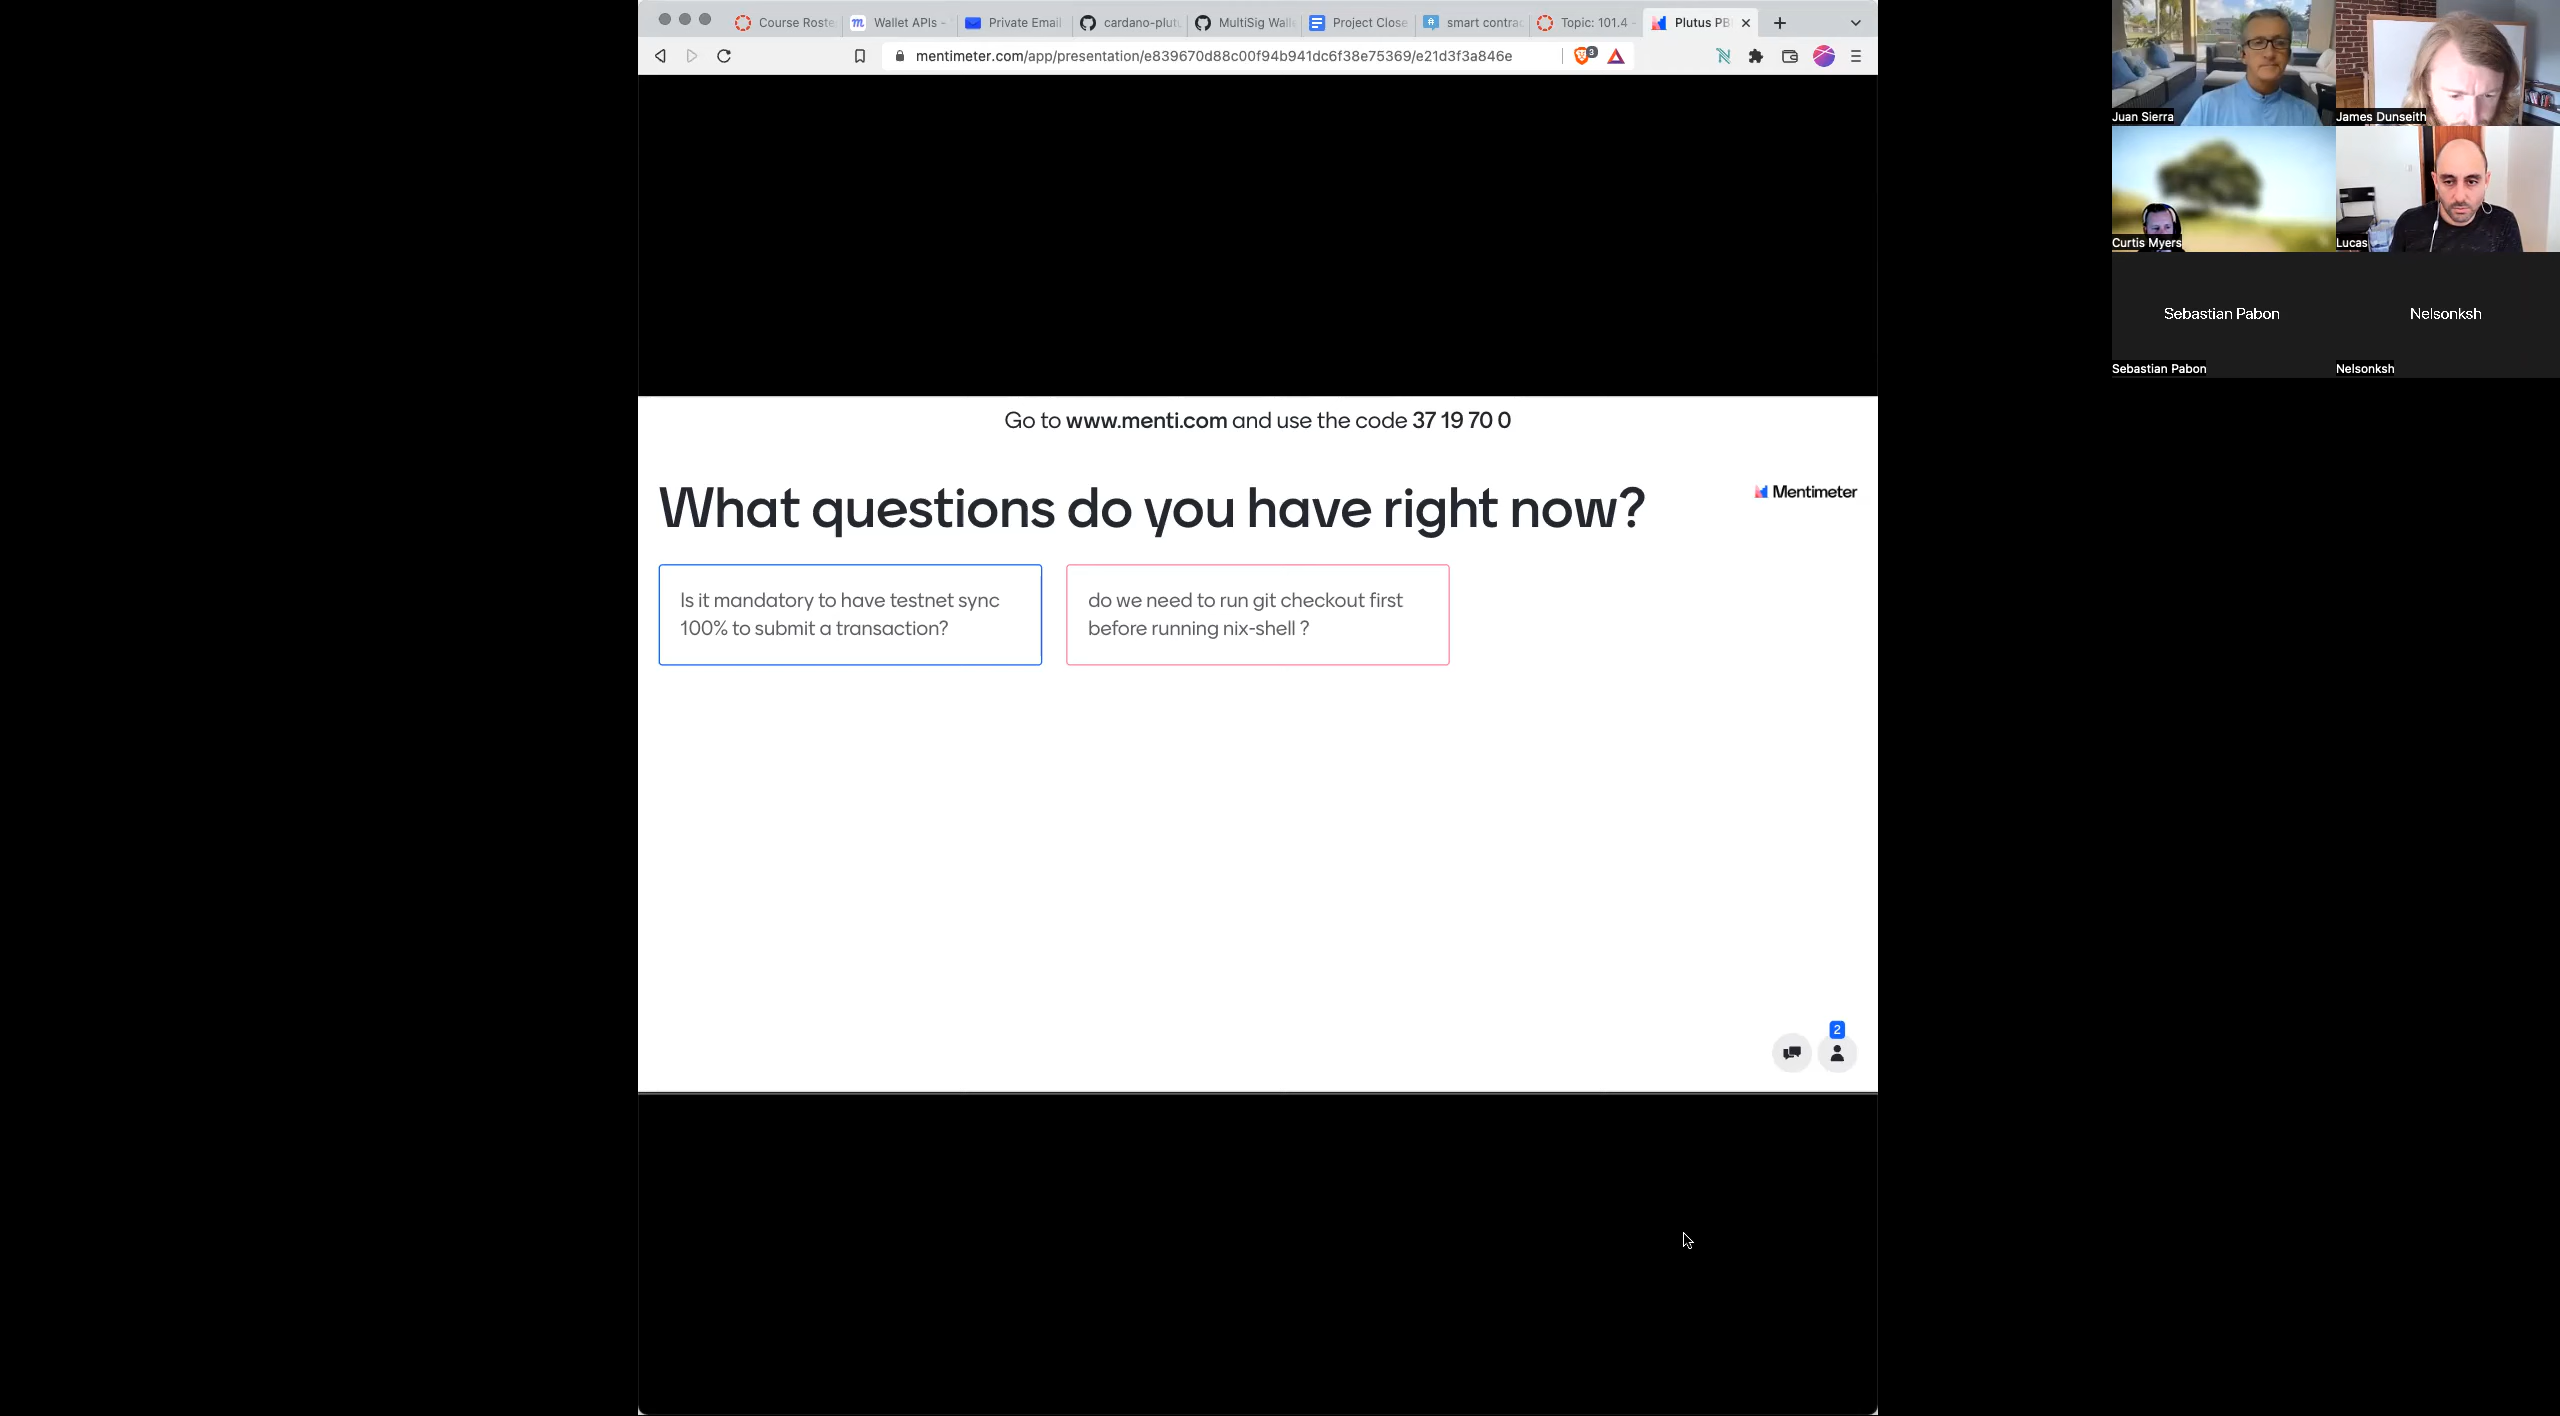 Course Roste
Wallet APIs -
Private Email
cardano-plut
MultiSig Wall
Project Close
smart contrac
Topic: 101.4 -
Plutus PB
mentimeter.com/app/presentation/e839670d88c00f94b941dc6f38e75369/e21d3f3a846e
3
Go to www.menti.com and use the code 37 19 70 0
What questions do you have right now?
Mentimeter
Is it mandatory to have testnet sync
100% to submit a transaction?
do we need to run git checkout first
before running nix-shell ?
2
Juan Sierra
James Dunseith
Curtis Myers
Lucas
Sebastian Pabon
Nelsonksh
Sebastian Pabon
Nelsonksh